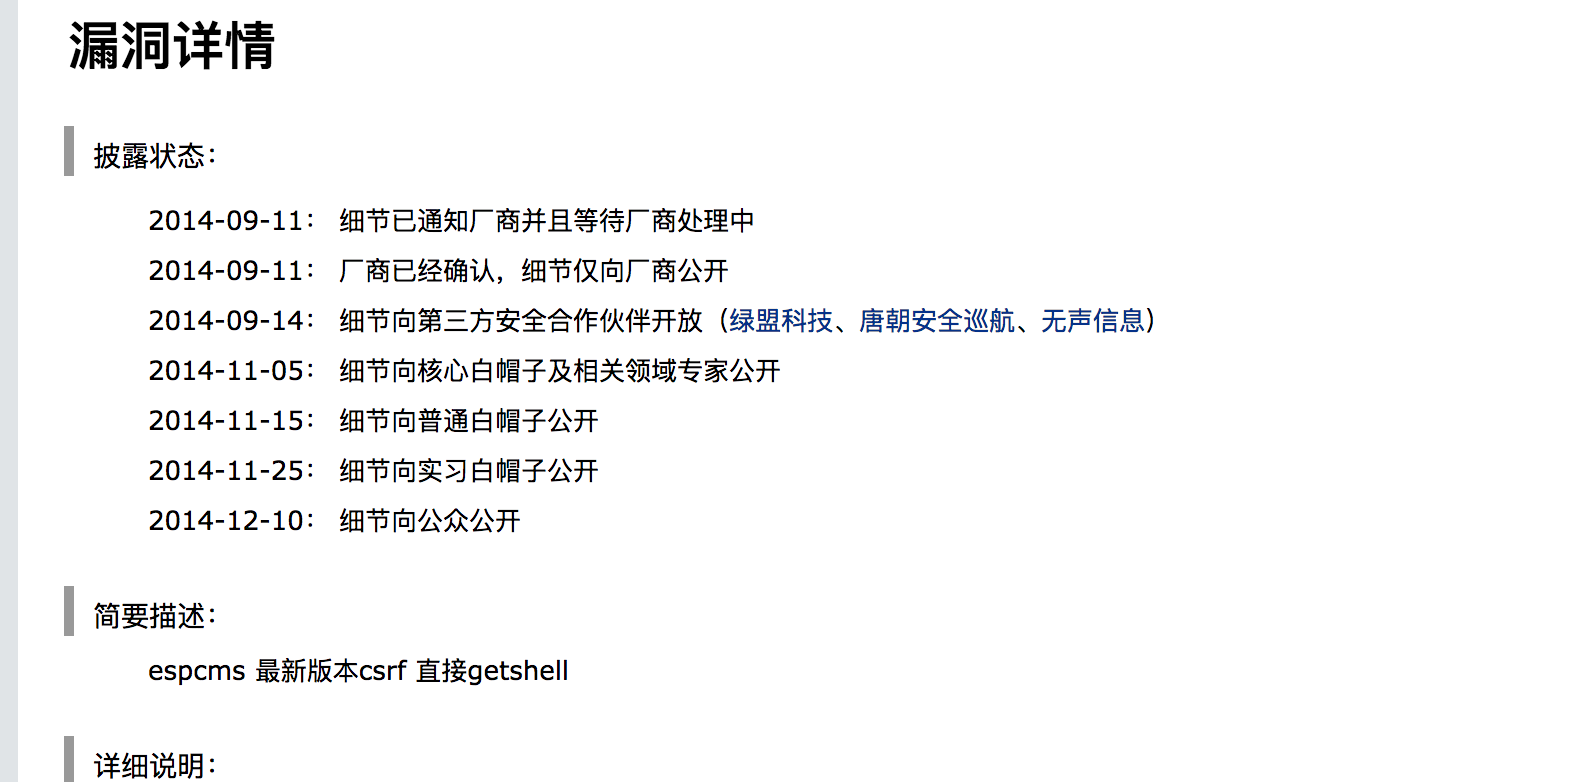 漏洞详情
披露状态：
2014-09-11： 细节已通知厂商并且等待厂商处理中
2014-09-11： 厂商已经确认，细节仅向厂商公开
2014-09-14： 细节向第三方安全合作伙伴开放（绿盟科技、唐朝安全巡航、无声信息）
2014-11-05： 细节向核心白帽子及相关领域专家公开
2014-11-15： 细节向普通白帽子公开
2014-11-25： 细节向实习白帽子公开
2014-12-10： 细节向公众公开
简要描述：
espcms 最新版本csrf 直接getshell
详细说明：